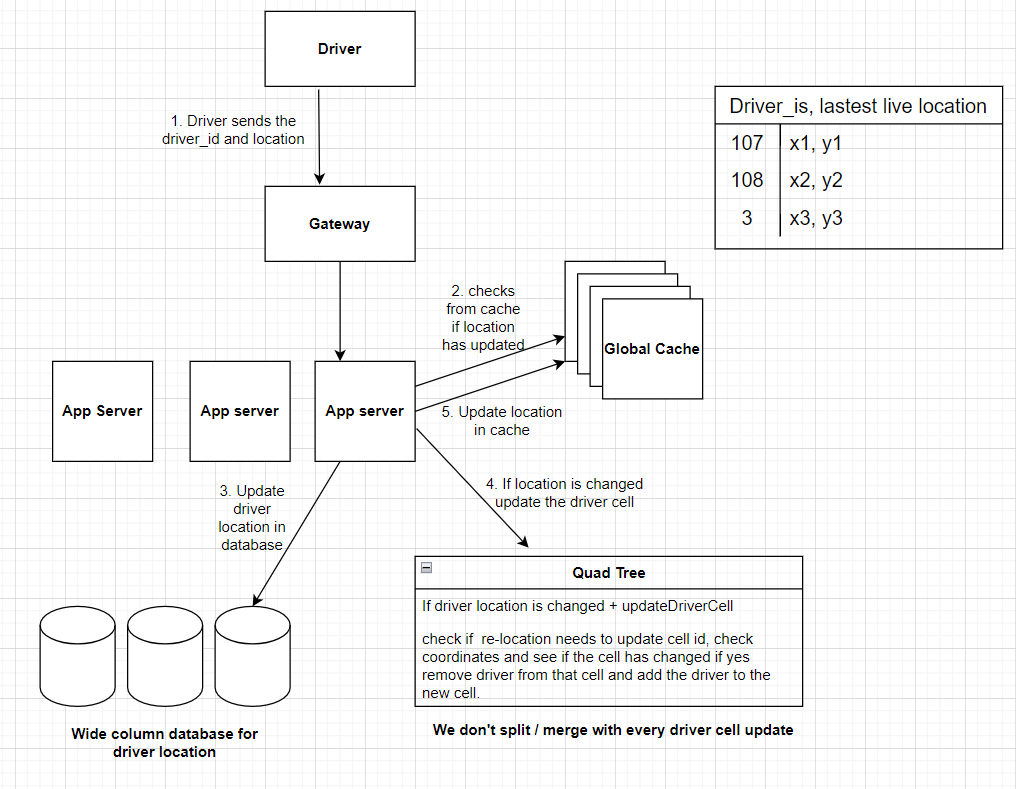 Driver
1. Driver sends the
driver_id and location
Driver_is, lastest live location
107 x1, y1
108 x2, y2
3 x3, y3
Gateway
2. checks
from cache
if location
has updated
Global Cache
App Server
App server
App server
5. Update location
in cache
3. Update
driver
location in
database
4. If location is changed
update the driver cell
Quad Tree
If driver location is changed + updateDriverCell
check if re-location needs to update cell id, check
coordinates and see if the cell has changed if yes
remove driver from that cell and add the driver to the
new cell.
Wide column database for
driver location
We don't split / merge with every driver cell update